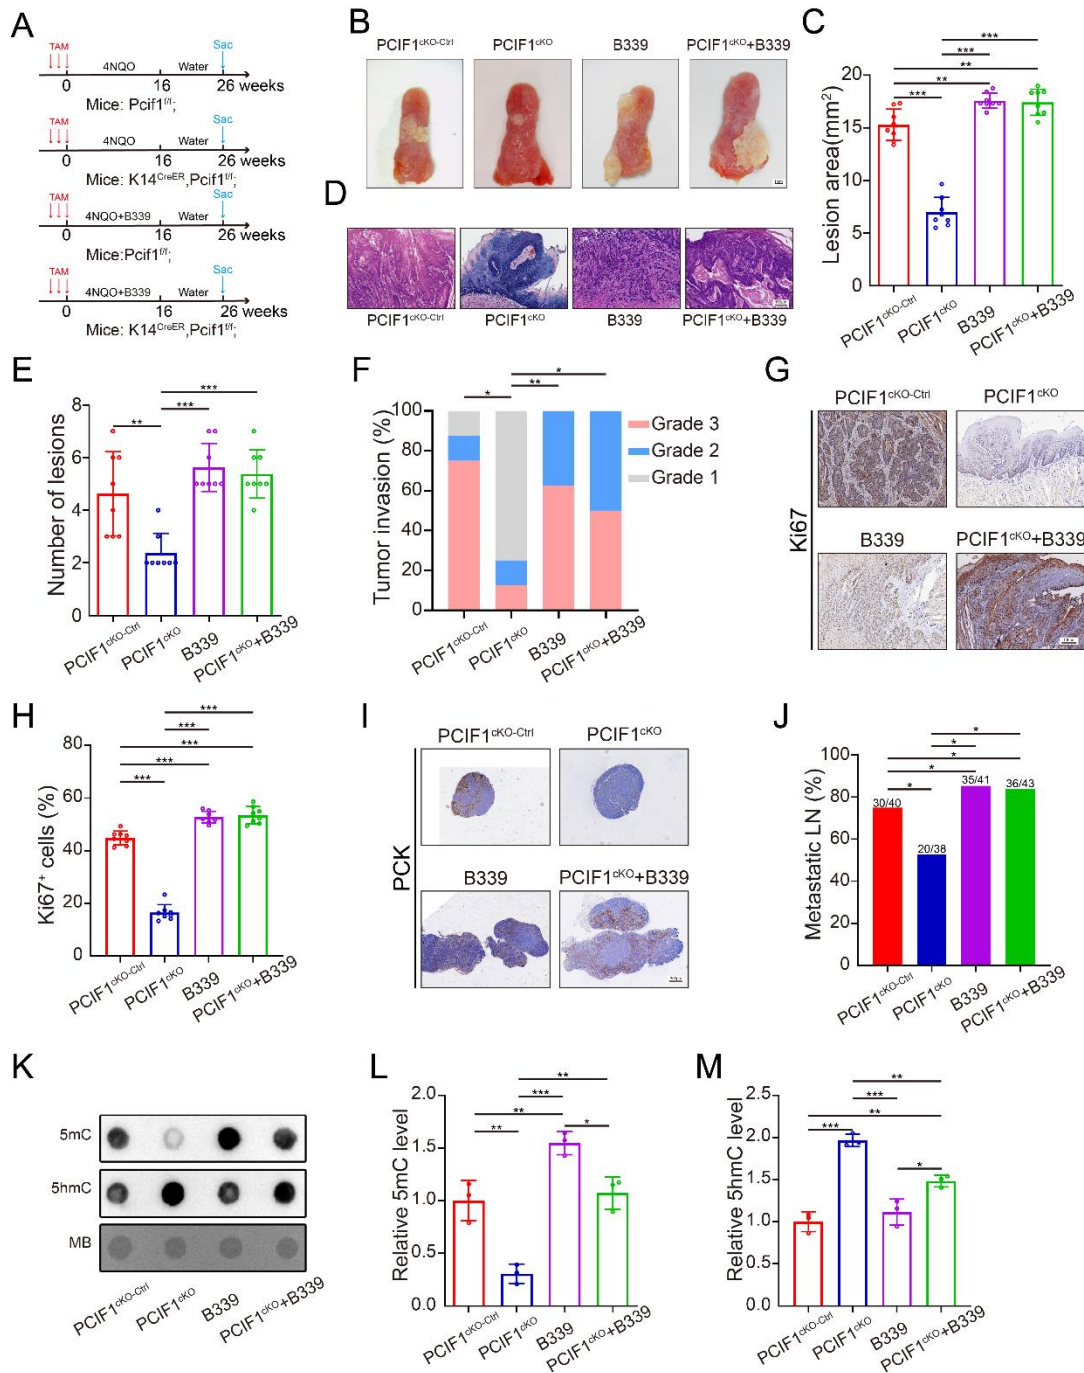 A
TAM
4NQO Water Sac
0 16 26 weeks
Mice: Pcif1f/f;
4NQO Water Sac
0 16 26 weeks
Mice: K14CreER,Pcif1f/f;
TAM
4NQO+B339 Water Sac
0 16 26 weeks
Mice:Pcif1f/f;
TAM
4NQO+B339 Water Sac
0 16 26 weeks
Mice: K14CreER,Pcif1f/f;
B
PCIF1cKO-Ctrl PCIF1cKO B339 PCIF1cKO+B339
C
Lesion area(mm2)
20
15
10
5
0
*** *** ** ** ***
PCIF1cKO-Ctrl PCIF1cKO B339 PCIF1cKO+B339
D
PCIF1cKO-Ctrl PCIF1cKO B339 PCIF1cKO+B339
E
Number of lesions
8
6
4
2
0
*** *** **
PCIF1cKO-Ctrl PCIF1cKO B339 PCIF1cKO+B339
F
Tumor invasion (%)
100
80
60
40
20
0
* ** *
Grade 3
Grade 2
Grade 1
PCIF1cKO-Ctrl PCIF1cKO B339 PCIF1cKO+B339
G
Ki67
PCIF1cKO-Ctrl PCIF1cKO
B339 PCIF1cKO+B339
H
Ki67+ cells (%)
80
60
40
20
0
*** *** *** *** ***
PCIF1cKO-Ctrl PCIF1cKO B339 PCIF1cKO+B339
I
PCK
PCIF1cKO-Ctrl PCIF1cKO
B339 PCIF1cKO+B339
J
Metastatic LN (%)
100
80
60
40
20
0
* * * * *
30/40 20/38 35/41 36/43
PCIF1cKO-Ctrl PCIF1cKO B339 PCIF1cKO+B339
K
5mC
5hmC
MB
PCIF1cKO-Ctrl PCIF1cKO B339 PCIF1cKO+B339
L
Relative 5mC level
2.0
1.5
1.0
0.5
0.0
** *** ** ** *
PCIF1cKO-Ctrl PCIF1cKO B339 PCIF1cKO+B339
M
Relative 5hmC level
2.5
2.0
1.5
1.0
0.5
0.0
** *** ** *** *
PCIF1cKO-Ctrl PCIF1cKO B339 PCIF1cKO+B339